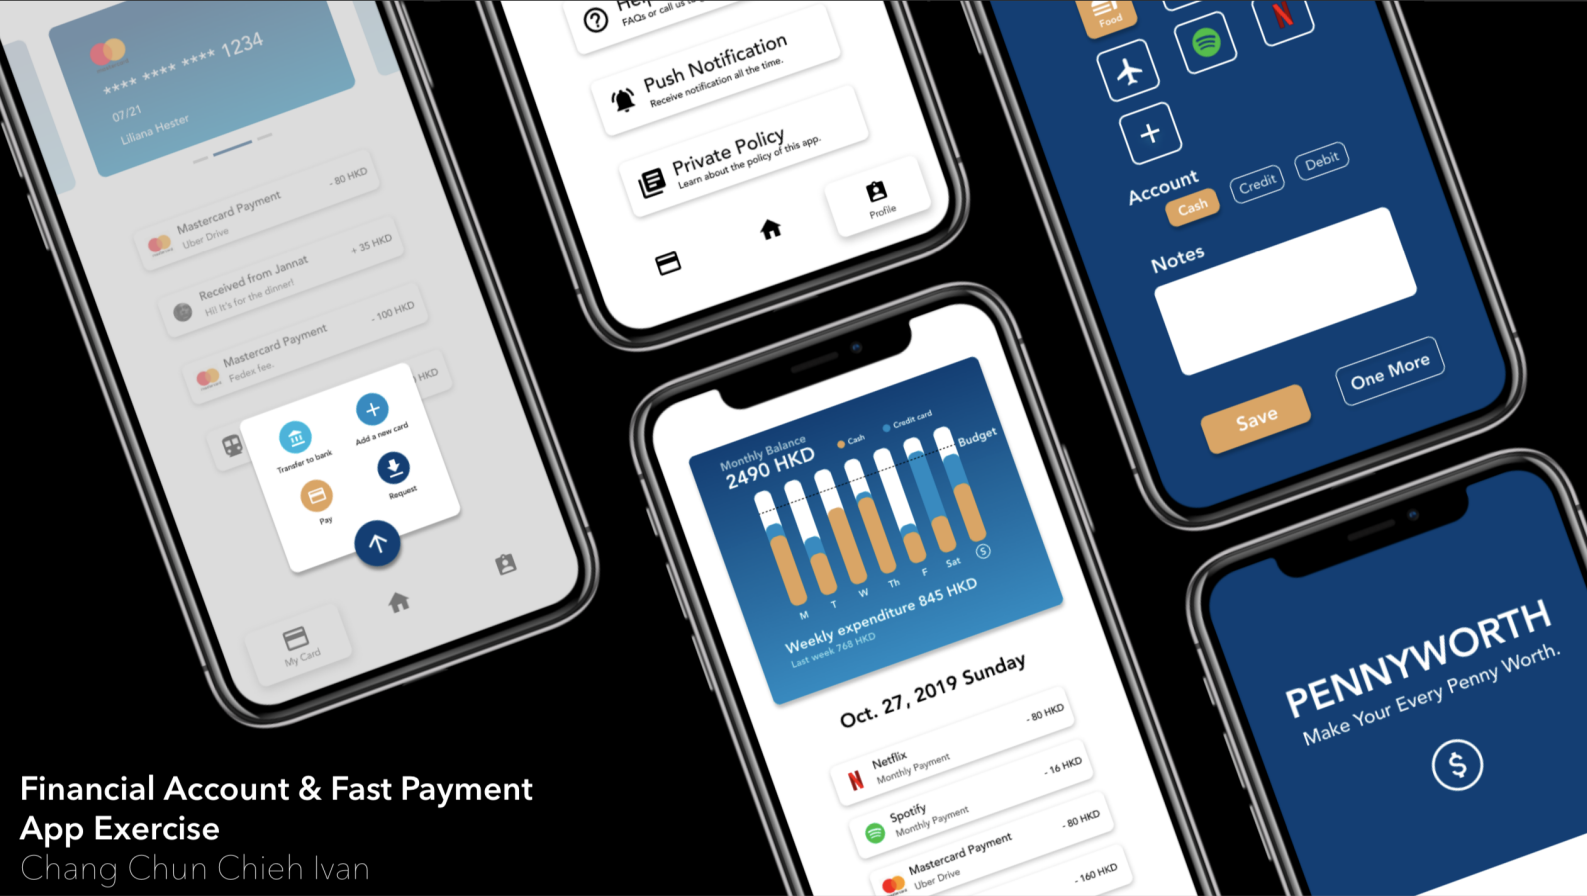 **** **** **** 1234
07/21
Liliana Hester
Mastercard Payment
- 80 HKD
Uber Drive
Received from Jannat
+ 35 HKD
Hi! It's for the dinner!
Mastercard Payment
- 100 HKD
Fedex fee.
HKD
Transfer to bank
Add a new card
Pay
Request
My Card
FAQs or call us
Push Notification
Receive notification all the time.
Private Policy
Learn about the policy of this app.
Profile
Food
Account
Cash
Credit
Debit
Notes
Save
One More
Monthly Balance
2490 HKD
Cash
Credit card
Budget
M
T
W
Th
F
Sat
S
Weekly expenditure 845 HKD
Last week 768 HKD
Oct. 27, 2019 Sunday
Netflix
- 80 HKD
Monthly Payment
Spotify
- 16 HKD
Monthly Payment
Mastercard Payment
- 80 HKD
Uber Drive
- 160 HKD
PENNYWORTH
Make Your Every Penny Worth.
$
Financial Account & Fast Payment
App Exercise
Chang Chun Chieh Ivan